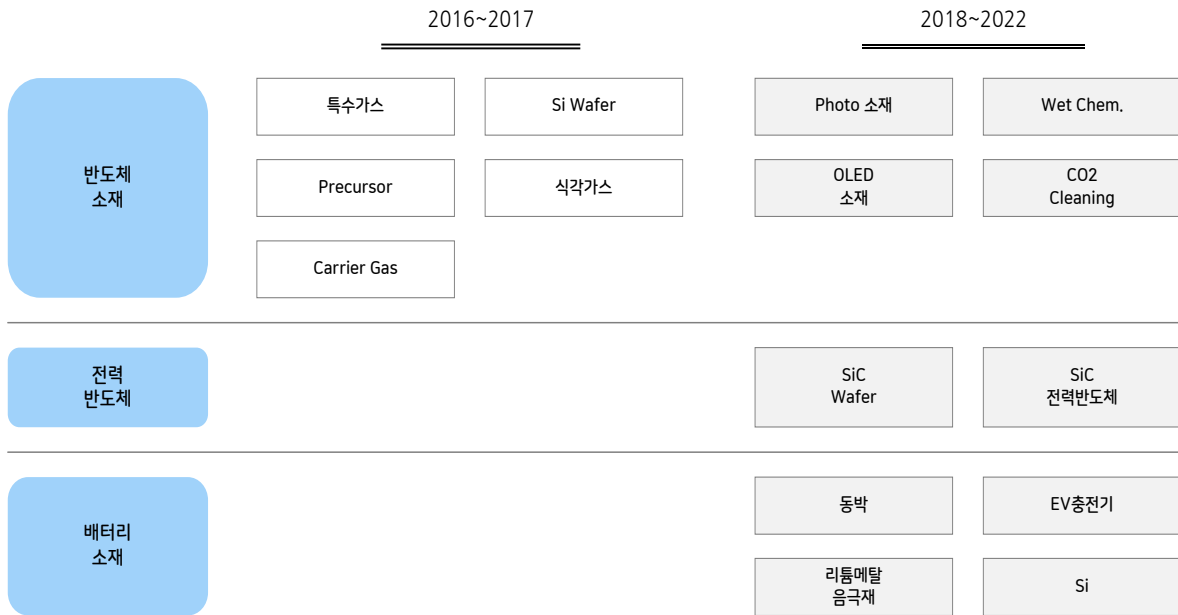 2016~2017
2018~2022
반도체
소재
특수가스
Si Wafer
Photo 소재
Wet Chem.
Precursor
식각가스
OLED
소재
CO2
Cleaning
Carrier Gas
전력
반도체
SiC
Wafer
SiC
전력반도체
배터리
소재
동박
EV충전기
리튬메탈
음극재
Si